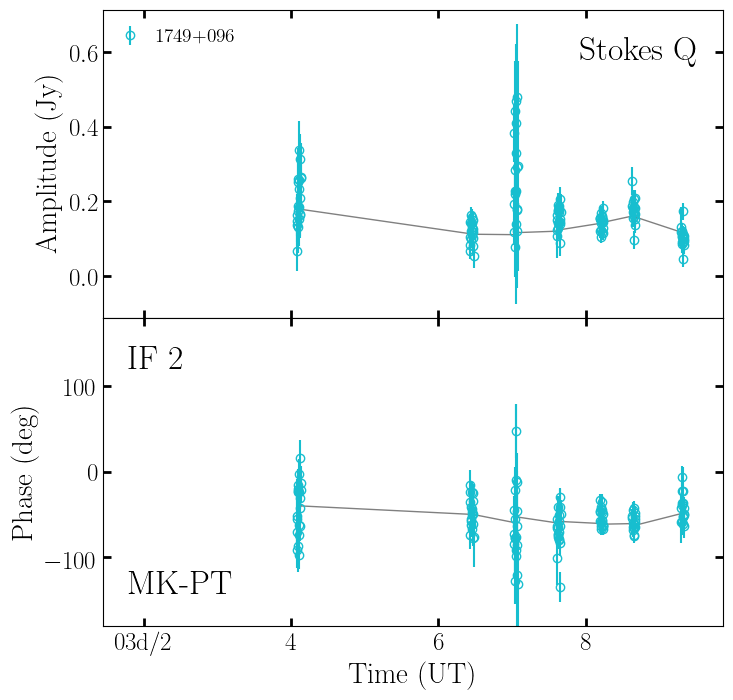 1749+096
Stokes Q
Amplitude (Jy)
0.6
0.4
0.2
0.0
IF 2
Phase (deg)
100
0
−100
MK-PT
03d/2
4
6
8
Time (UT)